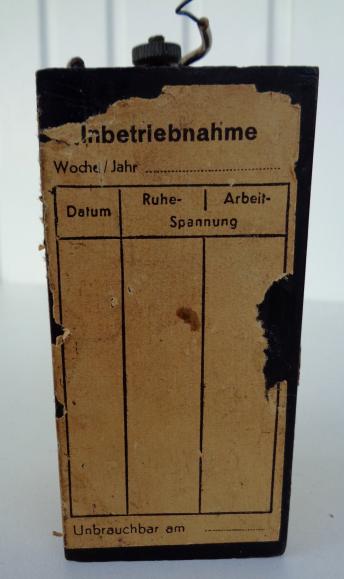 Inbetriebnahme
Woche/Jahr ........................
Datum Ruhe- | Arbeit-
Spannung
Unbrauchbar am ............